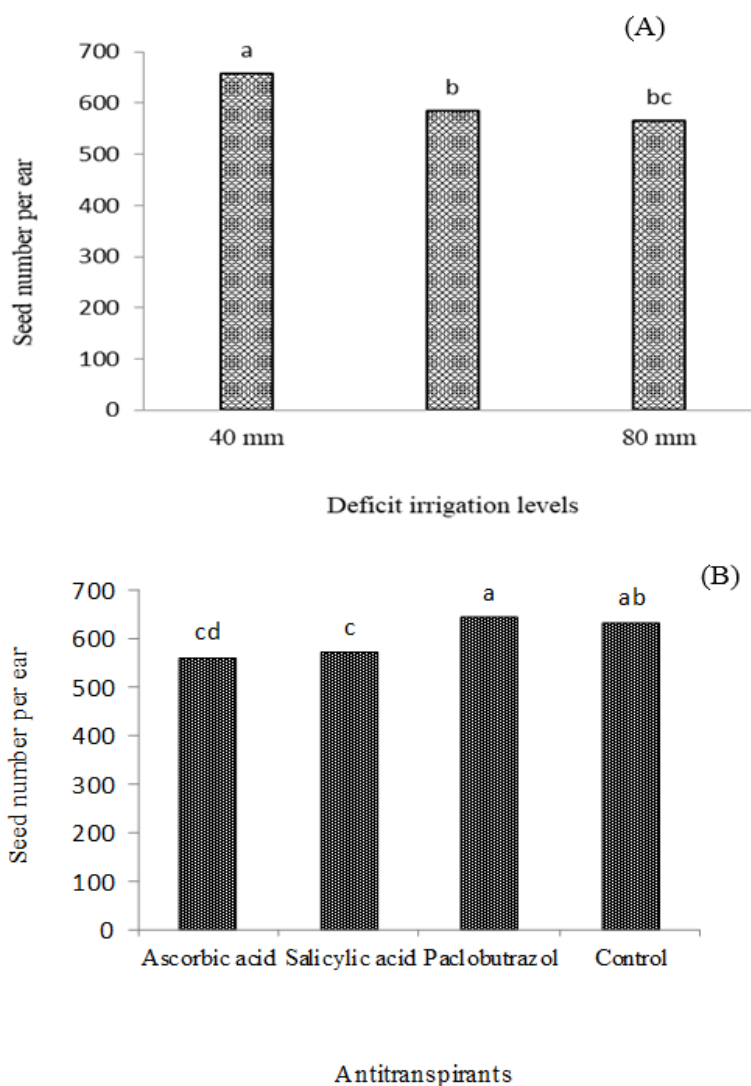 (A)
a
b
bc
700
600
500
400
300
200
100
0
Seed number per ear
40 mm 80 mm
Deficit irrigation levels
(B)
cd
c
a
ab
700
600
500
400
300
200
100
0
Seed number per ear
Ascorbic acid Salicylic acid Paclobutrazol Control
Antitranspirants